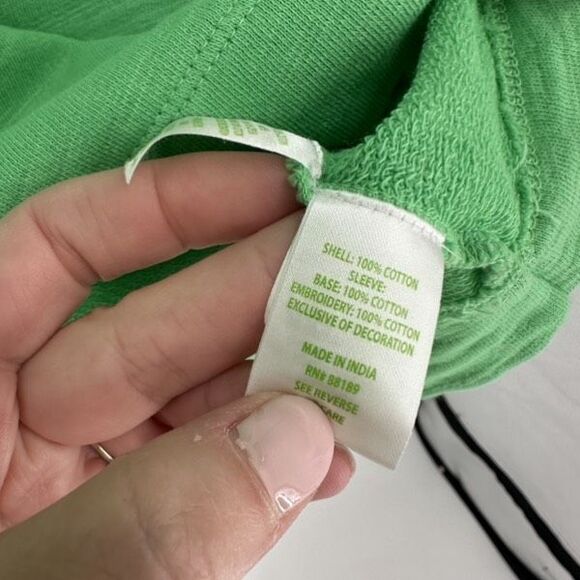 SHELL: 100% COTTON
SLEEVE:
BASE: 100% COTTON
EMBROIDERY: 100% COTTON
EXCLUSIVE OF DECORATION
MADE IN INDIA
RN# 88189
SEE REVERSE
CARE